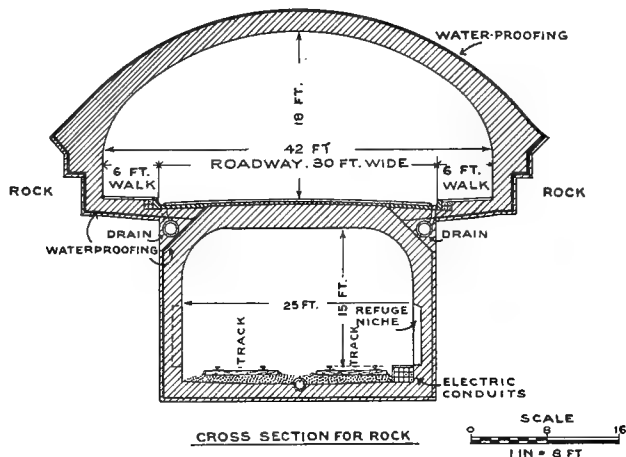 WATER-PROOFING
18 FT.
42 FT
6 FT.
WALK
ROADWAY. 30 FT. WIDE
6 FT.
WALK
ROCK
ROCK
DRAIN
WATERPROOFING
DRAIN
25 FT.
15 FT.
REFUGE
NICHE
TRACK
TRACK
ELECTRIC
CONDUITS
CROSS SECTION FOR ROCK
SCALE
0 8 16
1 IN = 8 FT